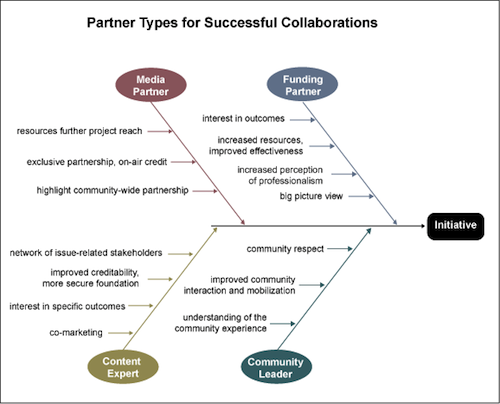 Partner Types for Successful Collaborations
Media
Partner
Funding
Partner
resources further project reach
exclusive partnership, on-air credit
highlight community-wide partnership
interest in outcomes
increased resources,
improved effectiveness
increased perception
of professionalism
big picture view
Initiative
network of issue-related stakeholders
improved creditability,
more secure foundation
interest in specific outcomes
co-marketing
community respect
improved community
interaction and mobilization
understanding of the
community experience
Content
Expert
Community
Leader